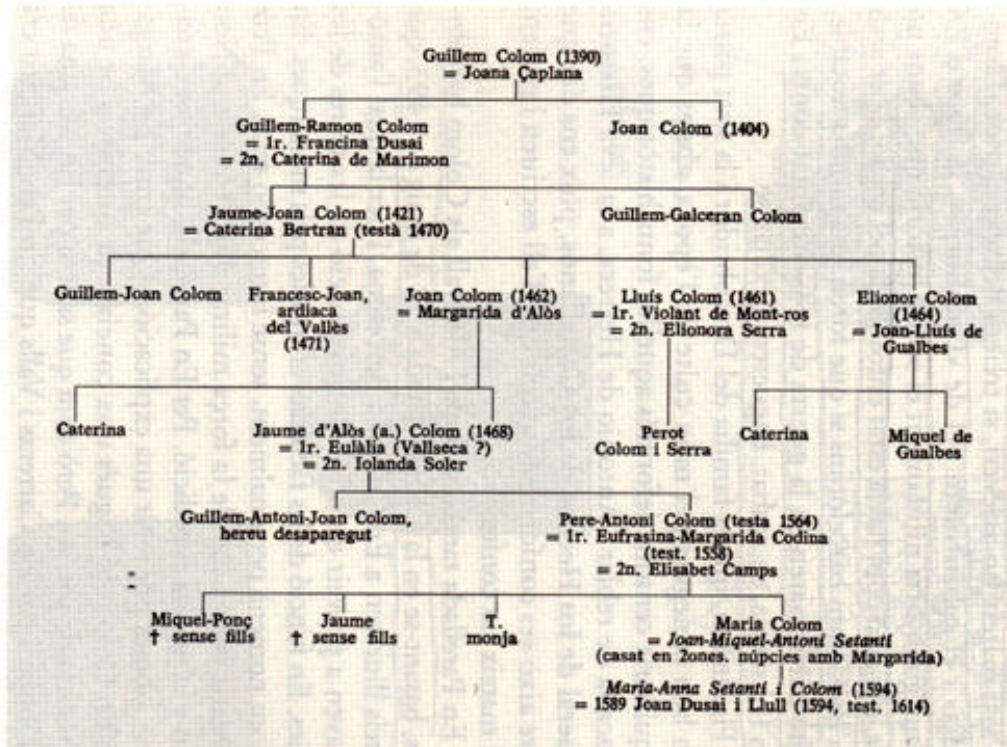 Guillem Colom (1390)
= Joana Çaplana
Guillem-Ramon Colom
= 1r. Francina Dusai
= 2n. Caterina de Marimon
Joan Colom (1404)
Jaume-Joan Colom (1421)
= Caterina Bertran (testà 1470)
Guillem-Galceran Colom
Guillem-Joan Colom
Francesc-Joan,
ardiaca
del Vallès
(1471)
Joan Colom (1462)
= Margarida d'Alòs
Lluís Colom (1461)
= 1r. Violant de Mont-ros
= 2n. Elionora Serra
Elionor Colom
(1464)
= Joan-Lluís de
Gualbes
Caterina
Jaume d'Alòs (a.) Colom (1468)
= 1r. Eulàlia (Vallseca ?)
= 2n. Iolanda Soler
Perot
Colom i Serra
Caterina
Miquel de
Gualbes
Guillem-Antoni-Joan Colom,
hereu desaparegut
Pere-Antoni Colom (testa 1564)
= 1r. Eufrasina-Margarida Codina
(test. 1558)
= 2n. Elisabet Camps
Miquel-Ponç
† sense fills
Jaume
† sense fills
T.
monja
Maria Colom
= Joan-Miquel-Antoni Setantí
(casat en 2ones. núpcies amb Margarida)
Maria-Anna Setantí i Colom (1594)
= 1589 Joan Dusai i Llull (1594, test. 1614)